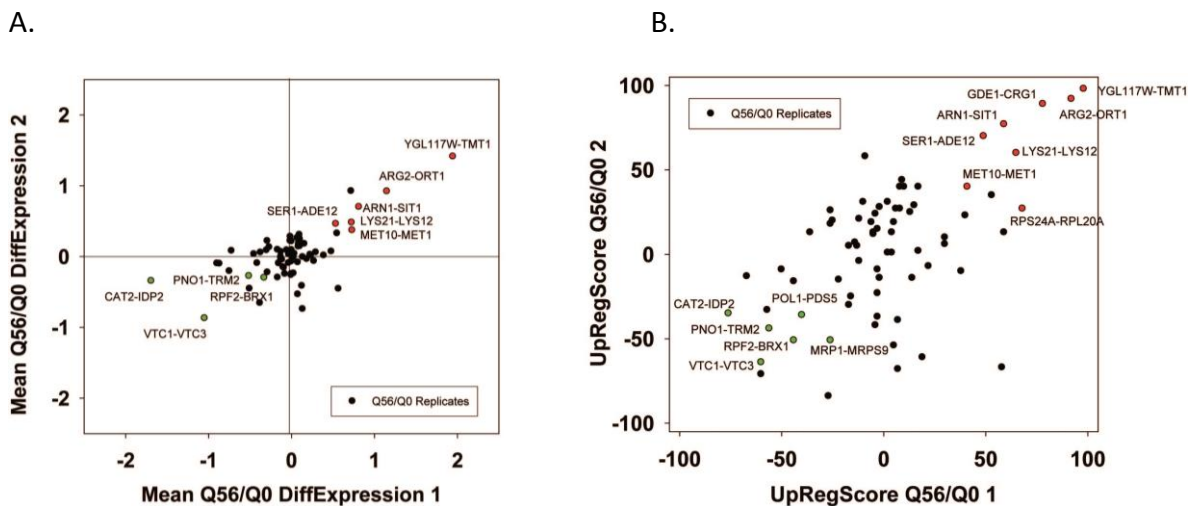 A.
B.
Mean Q56/Q0 DiffExpression 2
2
1
0
-1
-2
YGL117W-TMT1
ARG2-ORT1
ARN1-SIT1
SER1-ADE12
LYS21-LYS12
MET10-MET1
PNO1-TRM2
CAT2-IDP2
RPF2-BRX1
VTC1-VTC3
Q56/Q0 Replicates
-2 -1 0 1 2
Mean Q56/Q0 DiffExpression 1
UpRegScore Q56/Q0 2
100
50
0
-50
-100
Q56/Q0 Replicates
GDE1-CRG1
YGL117W-TMT1
ARN1-SIT1
ARG2-ORT1
SER1-ADE12
LYS21-LYS12
MET10-MET1
RPS24A-RPL20A
CAT2-IDP2
POL1-PDS5
PNO1-TRM2
RPF2-BRX1
MRP1-MRPS9
VTC1-VTC3
-100 -50 0 50 100
UpRegScore Q56/Q0 1